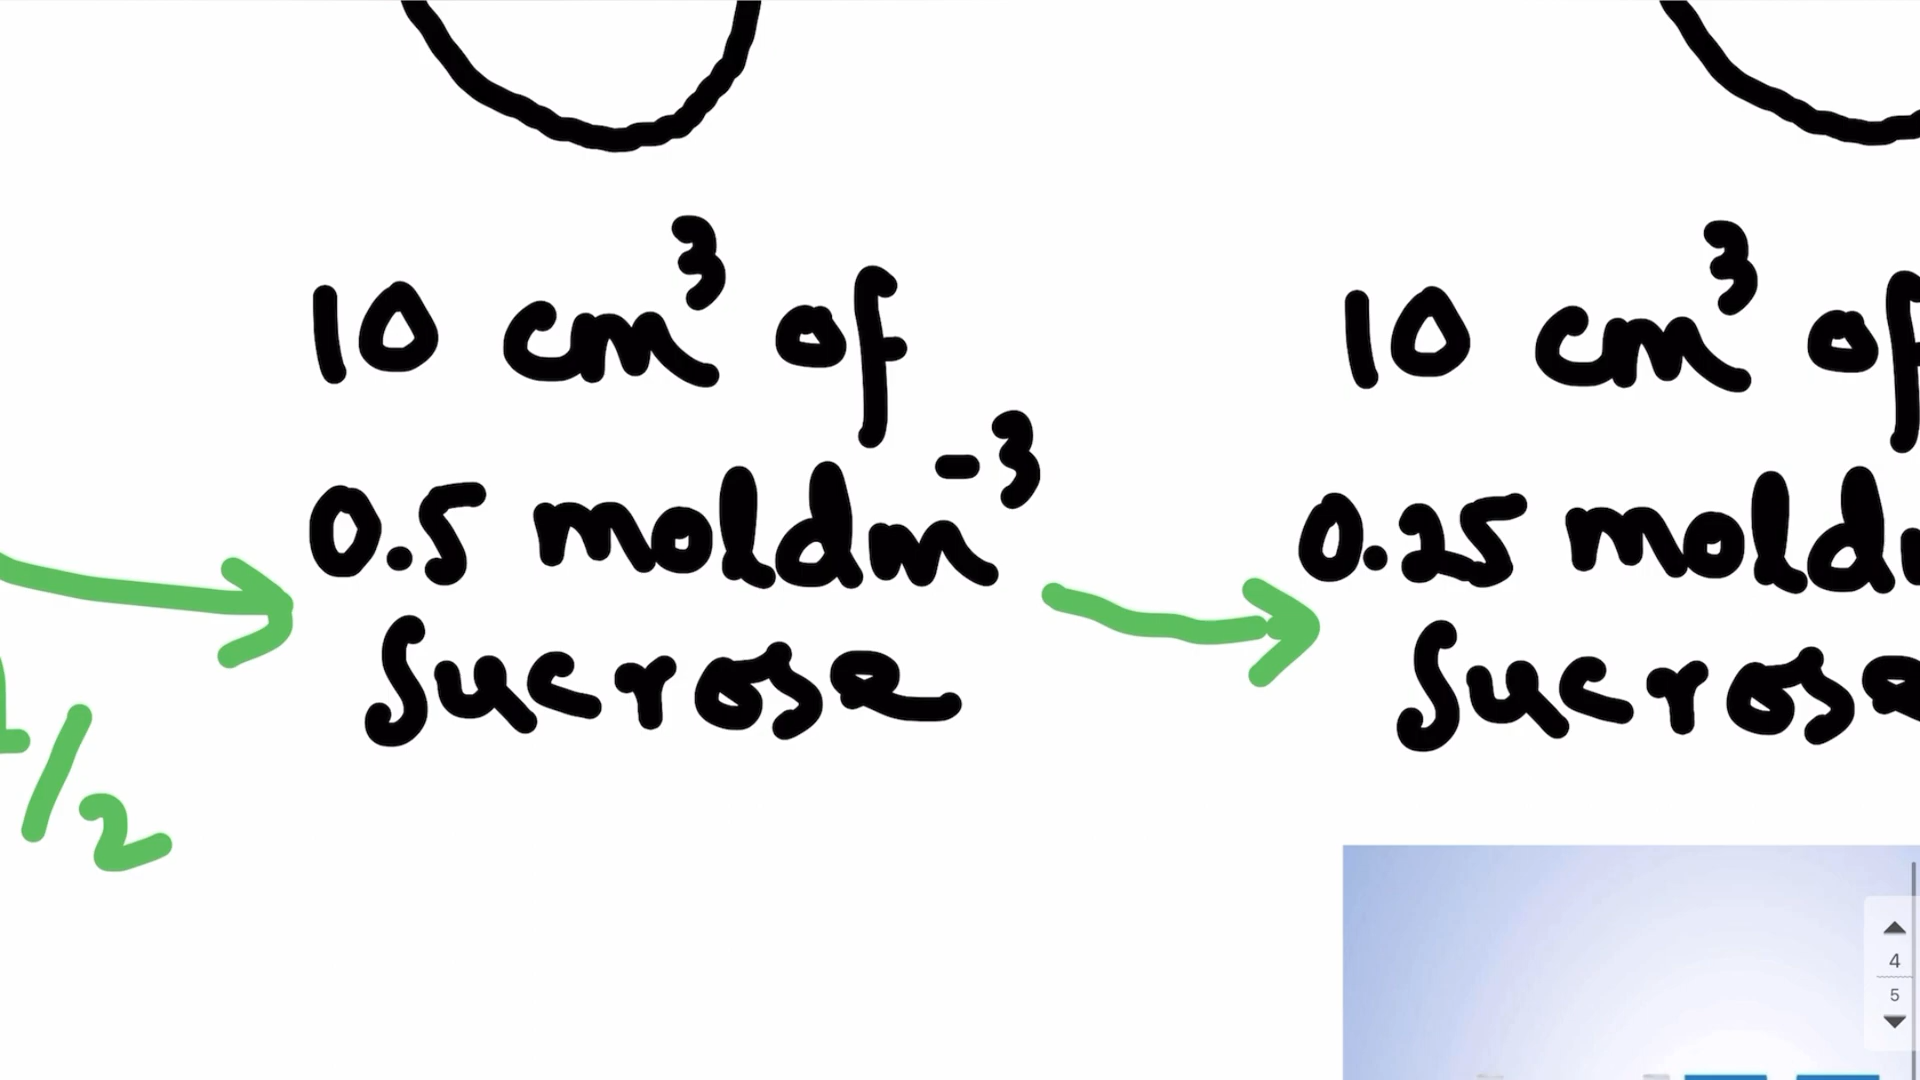 10 cm³ of
0.5 moldm⁻³
Sucrose
10 cm³ of
0.25 mold
Sucrose
1/2
4
5